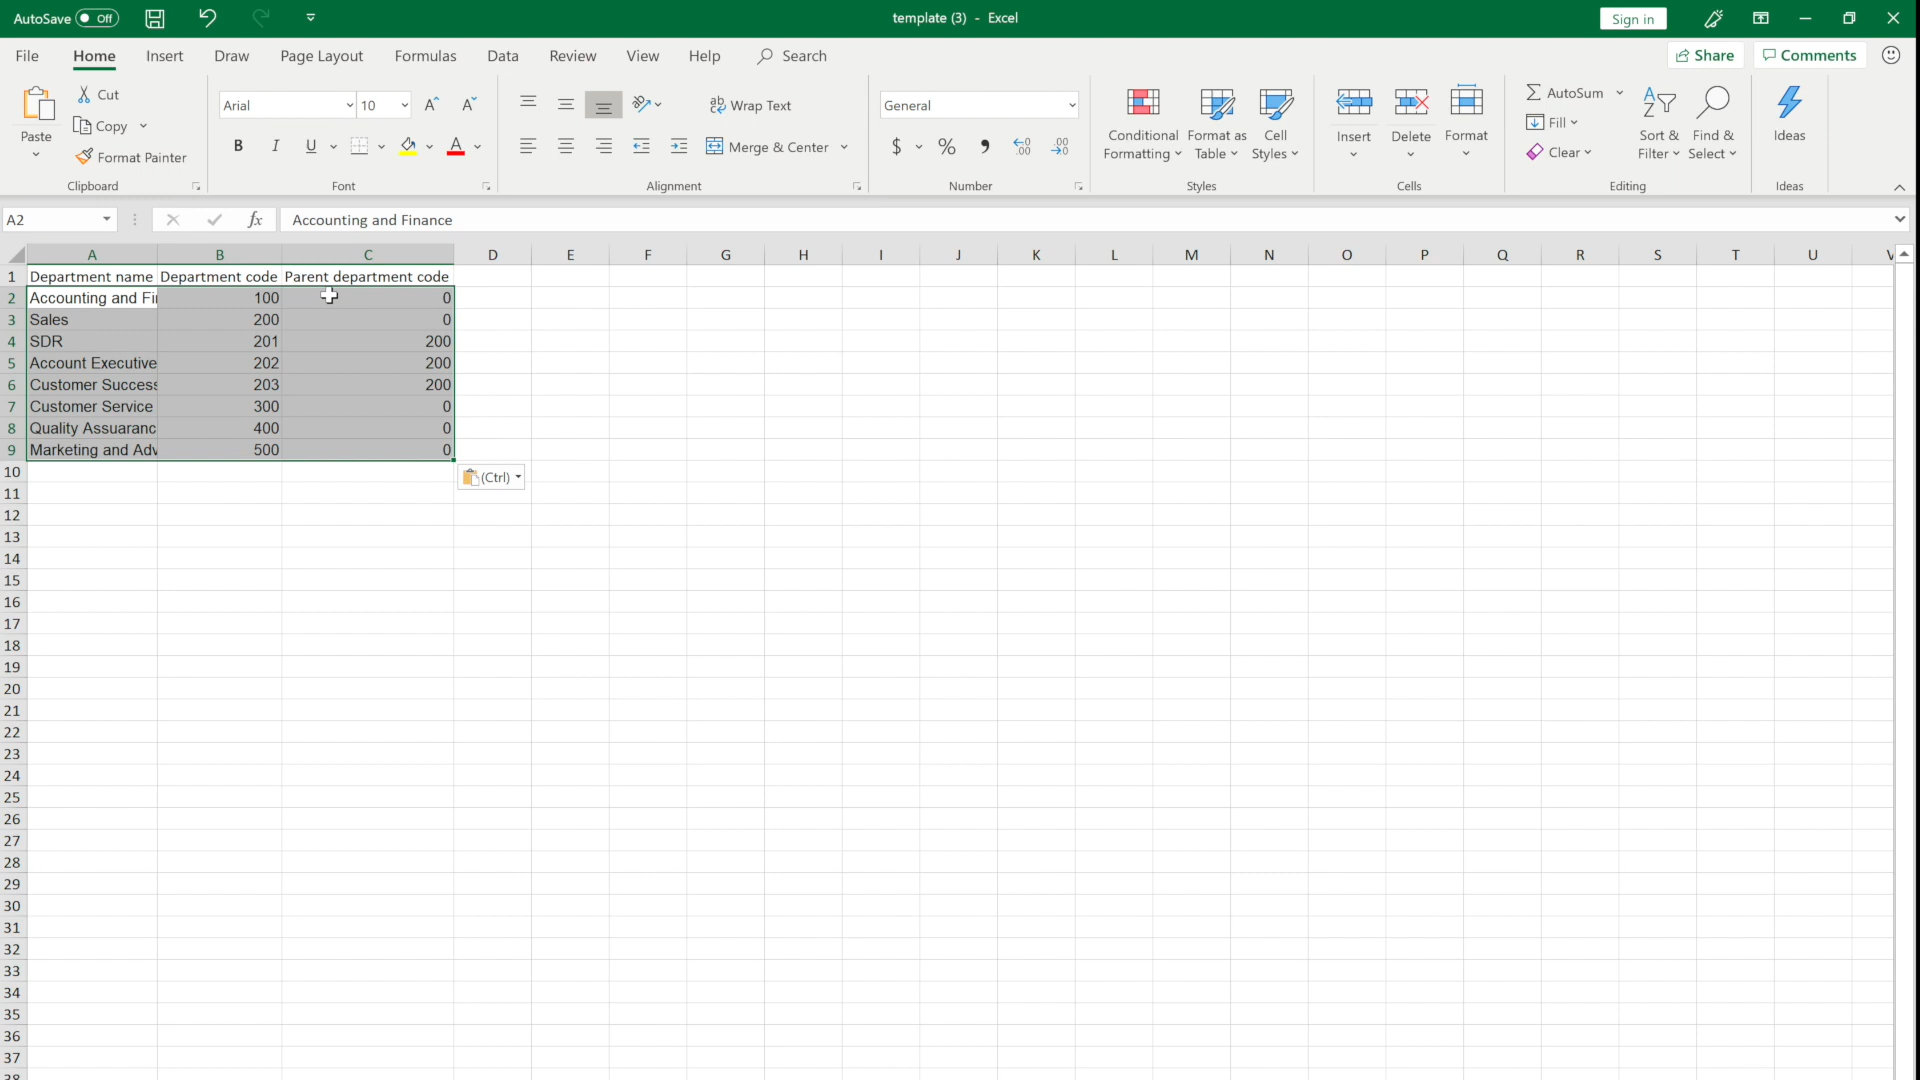 AutoSave Off template (3) - Excel Sign in
File Home Insert Draw Page Layout Formulas Data Review View Help Search Share Comments
Paste Cut Copy Format Painter
Clipboard
Arial 10
B I U A
Font
Wrap Text
Merge & Center
Alignment
General
$ % , .00 .00
Number
Conditional Formatting
Format as Table
Cell Styles
Styles
Insert Delete Format
Cells
AutoSum
Fill
Clear
Sort & Filter
Find & Select
Editing
Ideas
Ideas
A2 fx Accounting and Finance
A B C D E F G H I J K L M N O P Q R S T U V
1 Department name Department code Parent department code
2 Accounting and Fi 100 0
3 Sales 200 0
4 SDR 201 200
5 Account Executive 202 200
6 Customer Success 203 200
7 Customer Service 300 0
8 Quality Assuaranc 400 0
9 Marketing and Adv 500 0
10 (Ctrl)
11
12
13
14
15
16
17
18
19
20
21
22
23
24
25
26
27
28
29
30
31
32
33
34
35
36
37
38